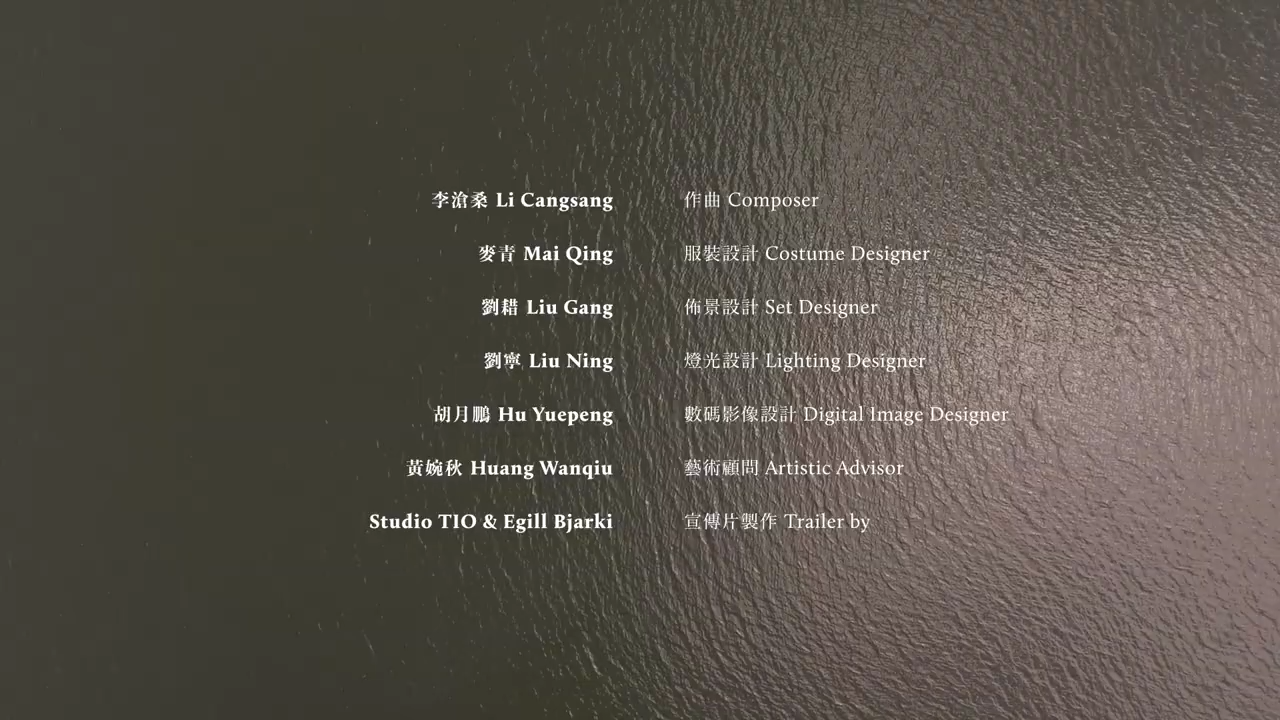 李滄桑 Li Cangsang 作曲 Composer
麥青 Mai Qing 服裝設計 Costume Designer
劉耤 Liu Gang 佈景設計 Set Designer
劉寧 Liu Ning 燈光設計 Lighting Designer
胡月鵬 Hu Yuepeng 數碼影像設計 Digital Image Designer
黃婉秋 Huang Wanqiu 藝術顧問 Artistic Advisor
Studio TIO & Egill Bjarki 宣傳片製作 Trailer by